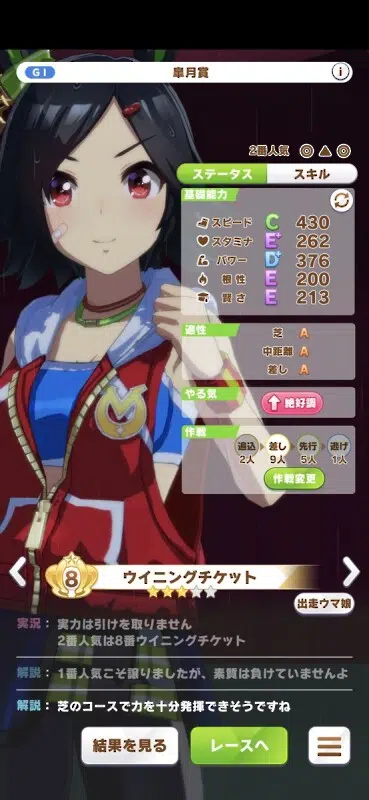 GI 皐月賞
2番人気 ◎ ▲ ◎
ステータス スキル
基礎能力
スピード C 430
スタミナ E+ 262
パワー D+ 376
根性 E 200
賢さ E 213
適性
芝 A
中距離 A
差し A
やる気
絶好調
作戦
追込 差し 先行 逃げ
2人 9人 5人 1人
作戦変更
8 ウイニングチケット
出走ウマ娘
実況： 実力は引けを取りません
2番人気は8番ウイニングチケット
解説： 1番人気こそ譲りましたが、素質は負けていませんよ
解説： 芝のコースで力を十分発揮できそうですね
結果を見る レースへ